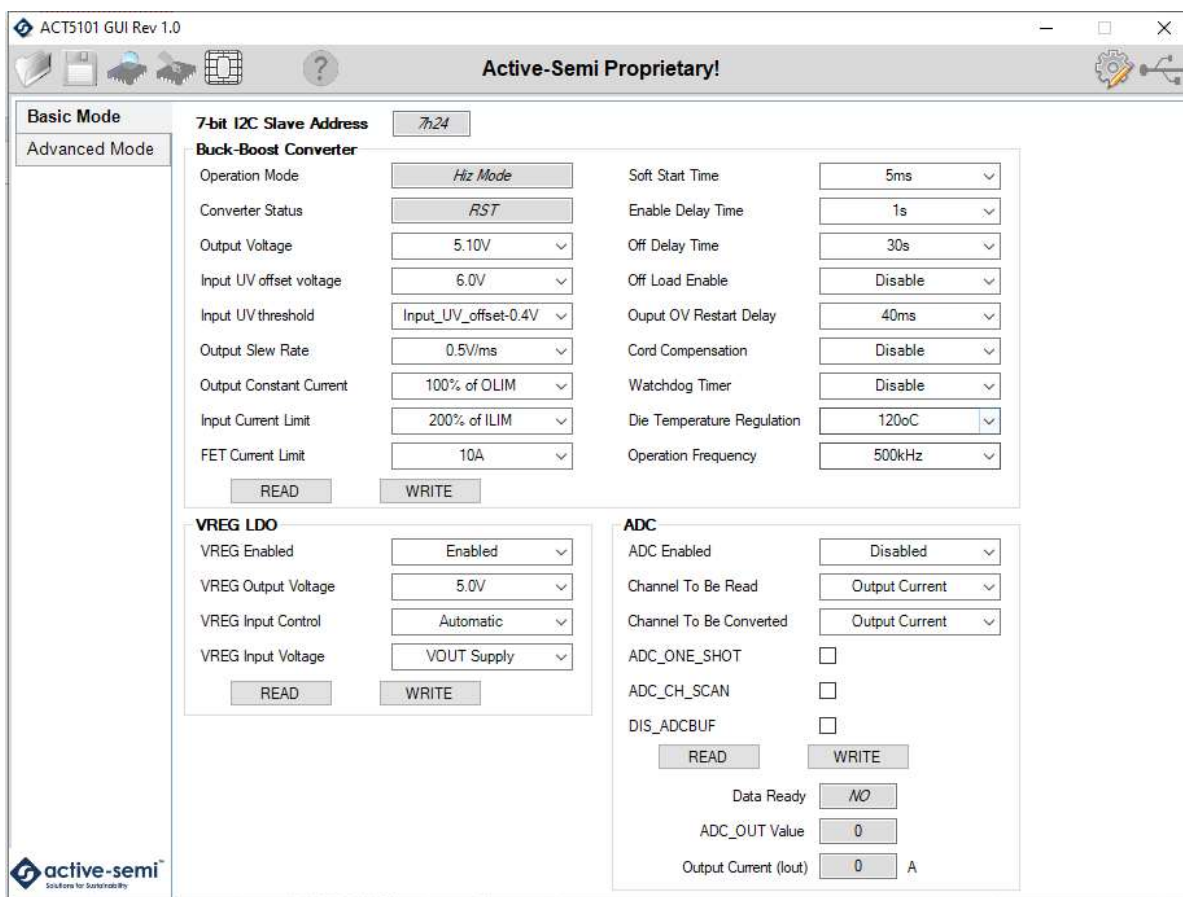 ACT5101 GUI Rev 1.0
?
Active-Semi Proprietary!
Basic Mode
Advanced Mode
7-bit I2C Slave Address 7h24
Buck-Boost Converter
Operation Mode Hiz Mode Soft Start Time 5ms
Converter Status RST Enable Delay Time 1s
Output Voltage 5.10V Off Delay Time 30s
Input UV offset voltage 6.0V Off Load Enable Disable
Input UV threshold Input_UV_offset-0.4V Ouput OV Restart Delay 40ms
Output Slew Rate 0.5V/ms Cord Compensation Disable
Output Constant Current 100% of OLIM Watchdog Timer Disable
Input Current Limit 200% of ILIM Die Temperature Regulation 120oC
FET Current Limit 10A Operation Frequency 500kHz
READ WRITE
VREG LDO
VREG Enabled Enabled
VREG Output Voltage 5.0V
VREG Input Control Automatic
VREG Input Voltage VOUT Supply
READ WRITE
ADC
ADC Enabled Disabled
Channel To Be Read Output Current
Channel To Be Converted Output Current
ADC_ONE_SHOT
ADC_CH_SCAN
DIS_ADCBUF
READ WRITE
Data Ready NO
ADC_OUT Value 0
Output Current (Iout) 0 A
active-semi™
Solutions for Sustainability